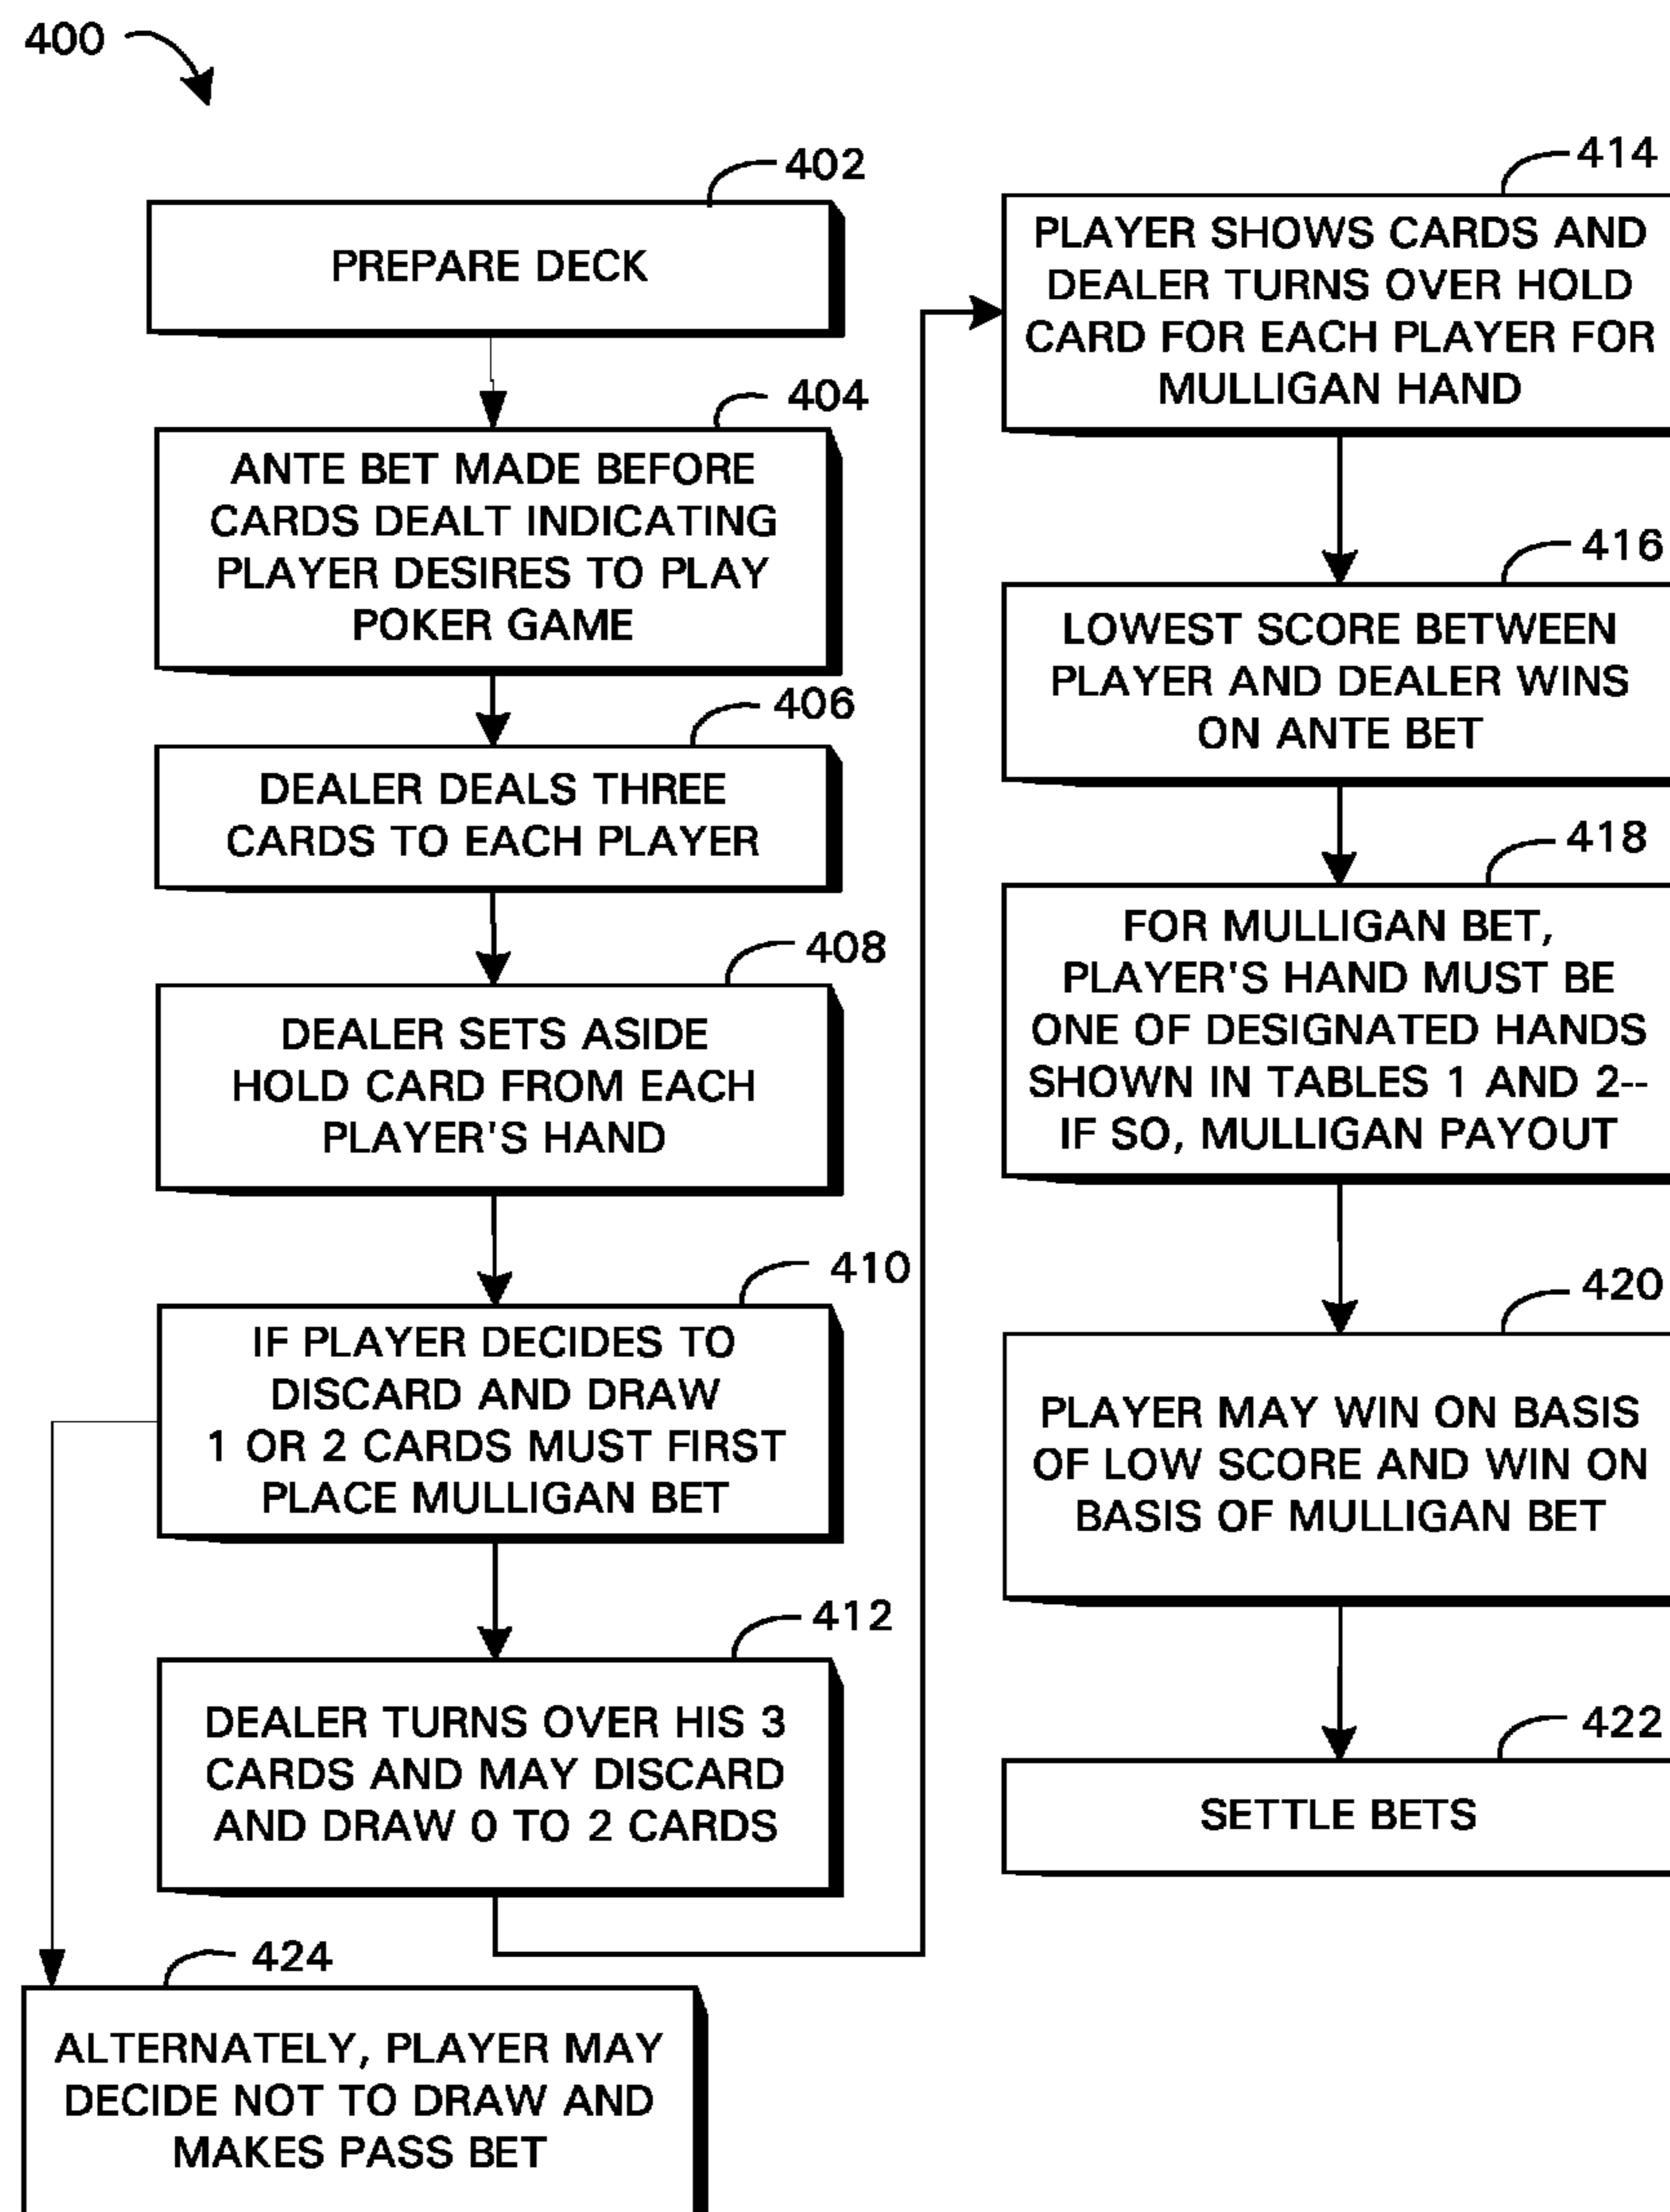 400
402
PREPARE DECK
404
ANTE BET MADE BEFORE
CARDS DEALT INDICATING
PLAYER DESIRES TO PLAY
POKER GAME
406
DEALER DEALS THREE
CARDS TO EACH PLAYER
408
DEALER SETS ASIDE
HOLD CARD FROM EACH
PLAYER'S HAND
410
IF PLAYER DECIDES TO
DISCARD AND DRAW
1 OR 2 CARDS MUST FIRST
PLACE MULLIGAN BET
412
DEALER TURNS OVER HIS 3
CARDS AND MAY DISCARD
AND DRAW 0 TO 2 CARDS
424
ALTERNATELY, PLAYER MAY
DECIDE NOT TO DRAW AND
MAKES PASS BET
414
PLAYER SHOWS CARDS AND
DEALER TURNS OVER HOLD
CARD FOR EACH PLAYER FOR
MULLIGAN HAND
416
LOWEST SCORE BETWEEN
PLAYER AND DEALER WINS
ON ANTE BET
418
FOR MULLIGAN BET,
PLAYER'S HAND MUST BE
ONE OF DESIGNATED HANDS
SHOWN IN TABLES 1 AND 2--
IF SO, MULLIGAN PAYOUT
420
PLAYER MAY WIN ON BASIS
OF LOW SCORE AND WIN ON
BASIS OF MULLIGAN BET
422
SETTLE BETS